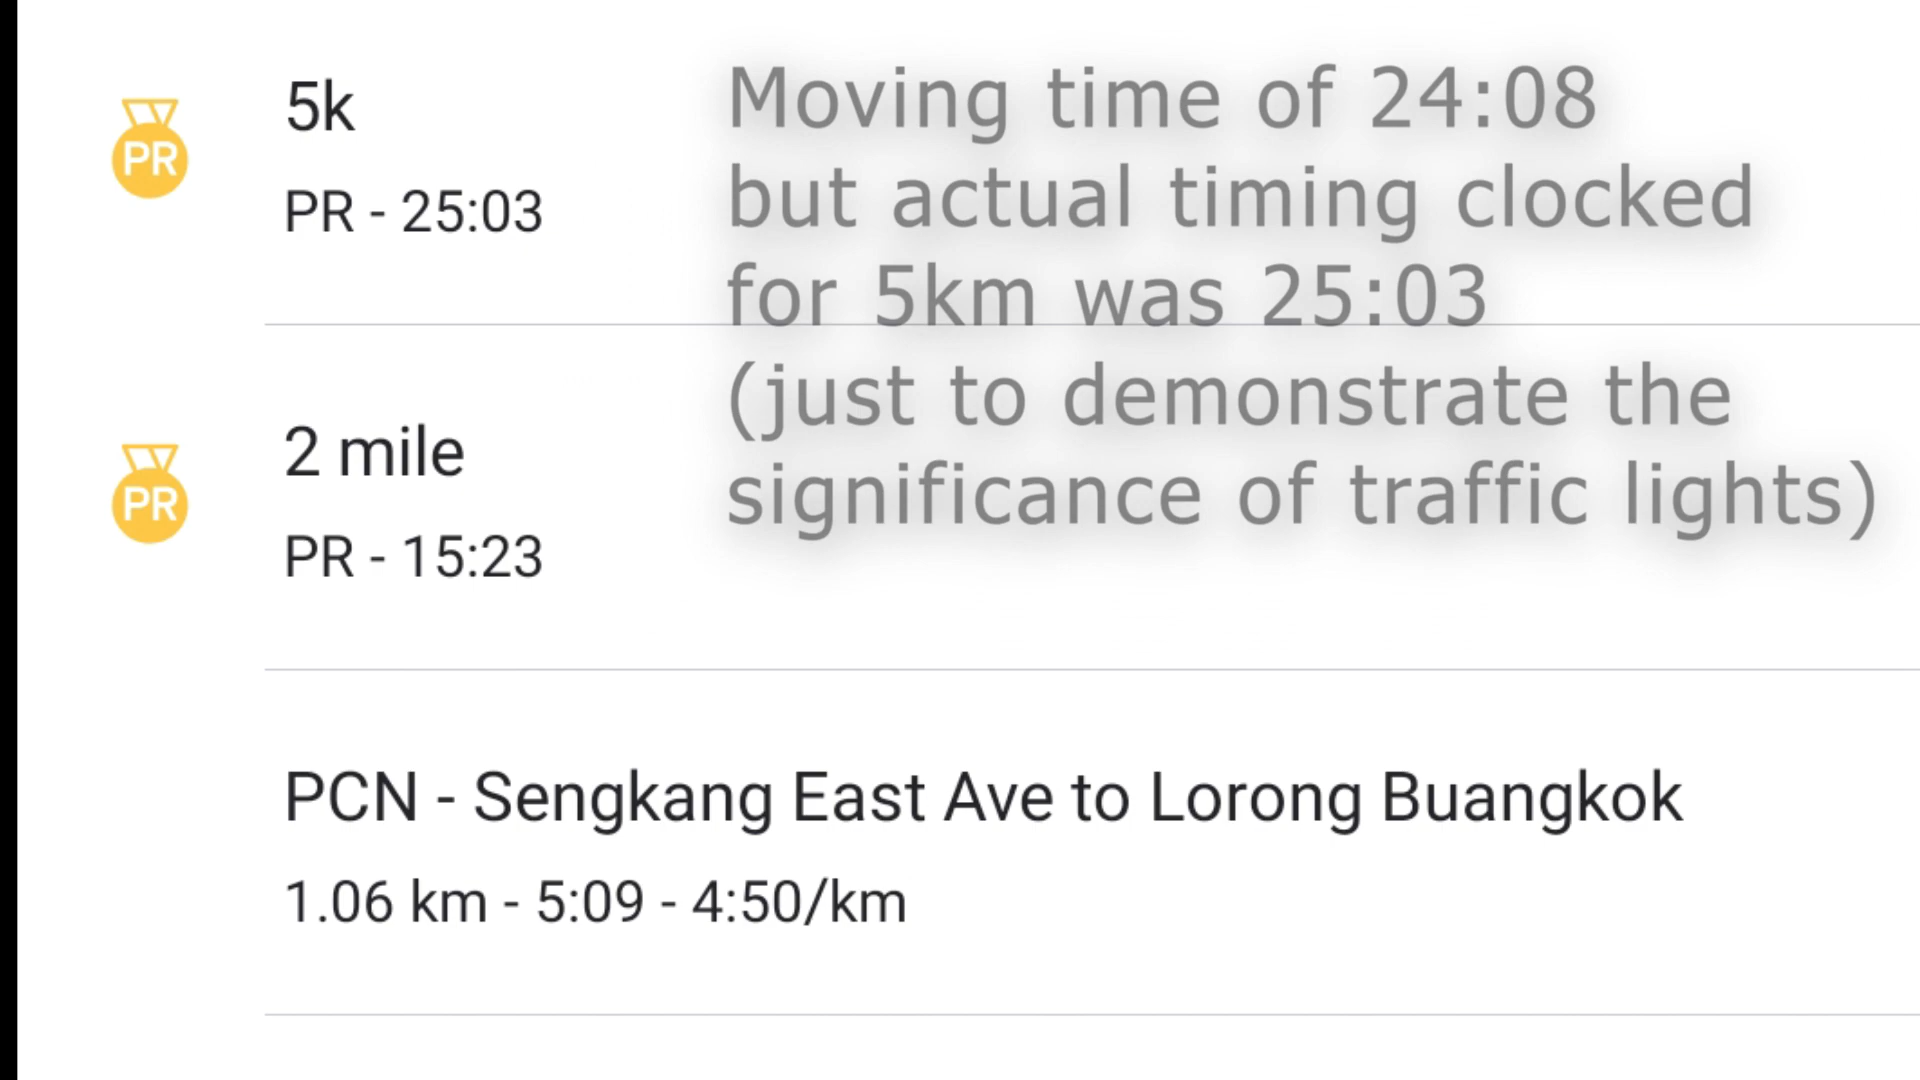 5k
PR
PR - 25:03
Moving time of 24:08
but actual timing clocked
for 5km was 25:03
(just to demonstrate the
significance of traffic lights)
2 mile
PR
PR - 15:23
PCN - Sengkang East Ave to Lorong Buangkok
1.06 km - 5:09 - 4:50/km